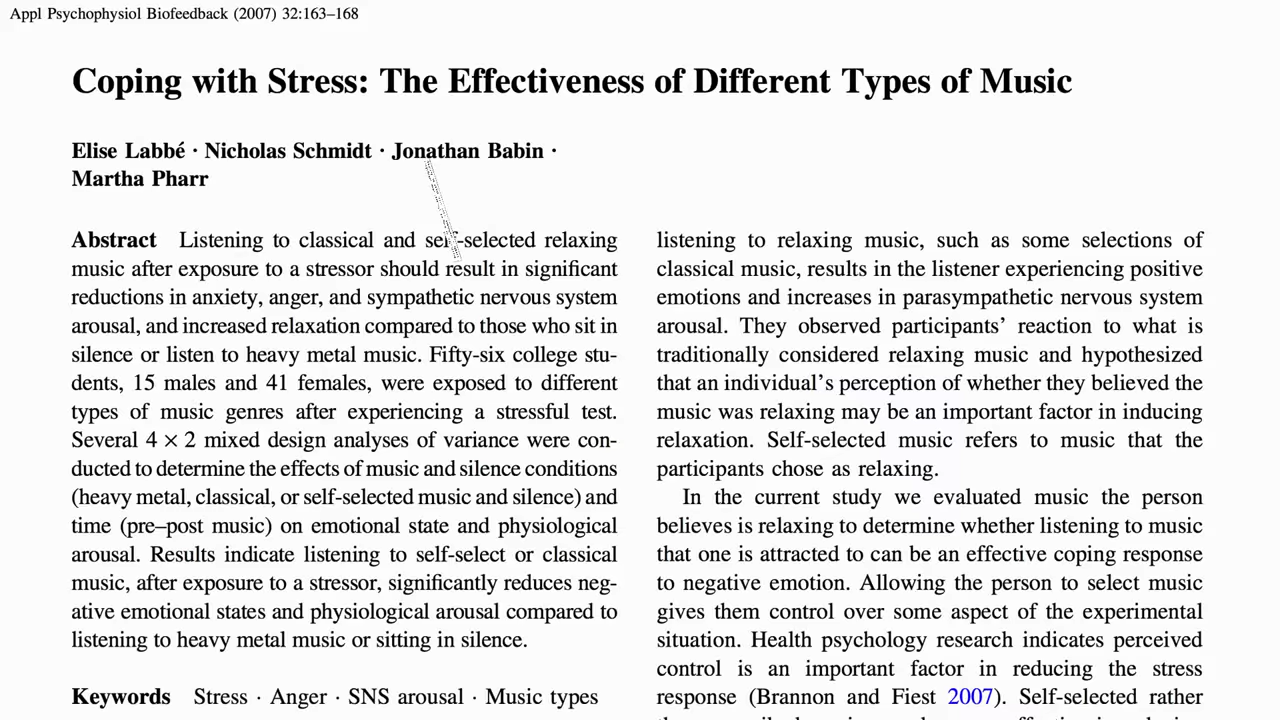 Appl Psychophysiol Biofeedback (2007) 32:163–168
Coping with Stress: The Effectiveness of Different Types of Music
Elise Labbé · Nicholas Schmidt · Jonathan Babin ·
Martha Pharr
Abstract Listening to classical and self-selected relaxing
music after exposure to a stressor should result in significant
reductions in anxiety, anger, and sympathetic nervous system
arousal, and increased relaxation compared to those who sit in
silence or listen to heavy metal music. Fifty-six college stu-
dents, 15 males and 41 females, were exposed to different
types of music genres after experiencing a stressful test.
Several 4 × 2 mixed design analyses of variance were con-
ducted to determine the effects of music and silence conditions
(heavy metal, classical, or self-selected music and silence) and
time (pre–post music) on emotional state and physiological
arousal. Results indicate listening to self-select or classical
music, after exposure to a stressor, significantly reduces neg-
ative emotional states and physiological arousal compared to
listening to heavy metal music or sitting in silence.
Keywords Stress · Anger · SNS arousal · Music types
listening to relaxing music, such as some selections of
classical music, results in the listener experiencing positive
emotions and increases in parasympathetic nervous system
arousal. They observed participants' reaction to what is
traditionally considered relaxing music and hypothesized
that an individual's perception of whether they believed the
music was relaxing may be an important factor in inducing
relaxation. Self-selected music refers to music that the
participants chose as relaxing.
In the current study we evaluated music the person
believes is relaxing to determine whether listening to music
that one is attracted to can be an effective coping response
to negative emotion. Allowing the person to select music
gives them control over some aspect of the experimental
situation. Health psychology research indicates perceived
control is an important factor in reducing the stress
response (Brannon and Fiest 2007). Self-selected rather